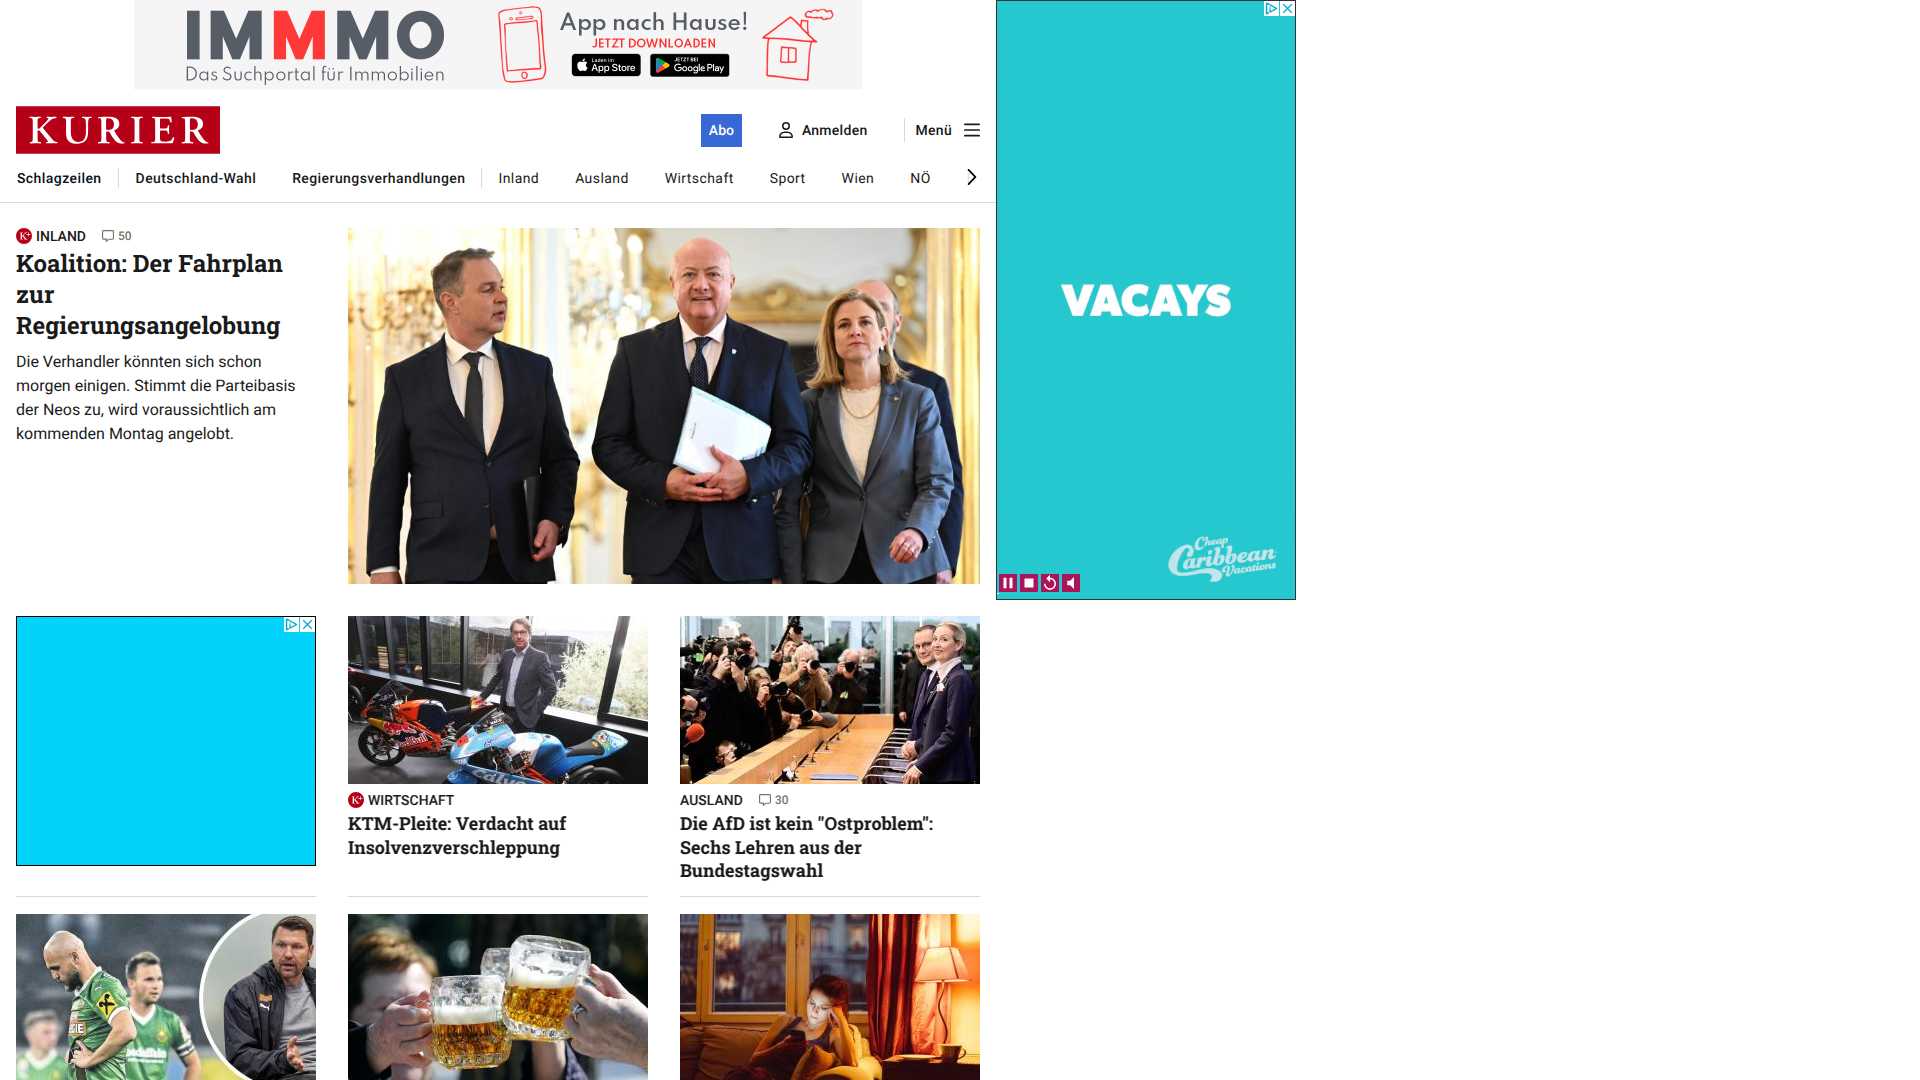 IMMMO
Das Suchportal für Immobilien
App nach Hause!
JETZT DOWNLOADEN
Laden im
App Store
JETZT BEI
Google Play
KURIER
Abo
Anmelden
Menü
Schlagzeilen
Deutschland-Wahl
Regierungsverhandlungen
Inland
Ausland
Wirtschaft
Sport
Wien
NÖ
K+ INLAND 50
Koalition: Der Fahrplan
zur
Regierungsangelobung
Die Verhandler könnten sich schon
morgen einigen. Stimmt die Parteibasis
der Neos zu, wird voraussichtlich am
kommenden Montag angelobt.
VACAYS
Cheap
Caribbean
Vacations
K+ WIRTSCHAFT
KTM-Pleite: Verdacht auf
Insolvenzverschleppung
AUSLAND 30
Die AfD ist kein "Ostproblem":
Sechs Lehren aus der
Bundestagswahl